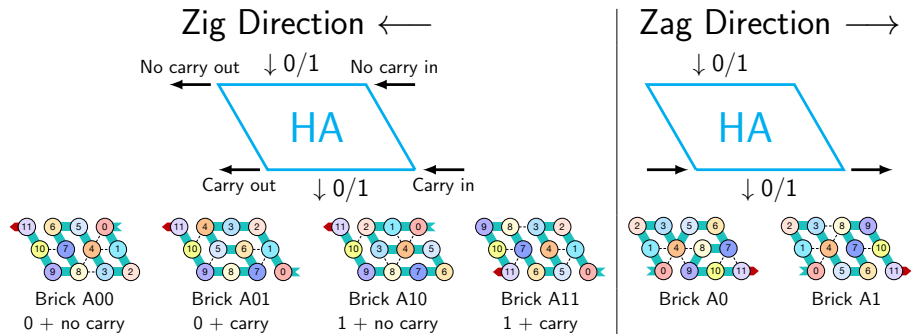 Zig Direction ←
Zag Direction →
↓ 0/1
No carry out
No carry in
HA
Carry out
Carry in
↓ 0/1
↓ 0/1
HA
↓ 0/1
11 6 5 0
10 7 4 1
9 8 3 2
Brick A00
0 + no carry
11 4 3 2
10 5 6 1
9 8 7 0
Brick A01
0 + carry
11 2 1 0
10 3 4 5
9 8 7 6
Brick A10
1 + no carry
9 8 3 2
10 7 4 1
11 6 5 0
Brick A11
1 + carry
2 3 5 6
1 4 8 7
0 9 10 11
Brick A0
2 3 8 9
1 4 7 10
0 5 6 11
Brick A1